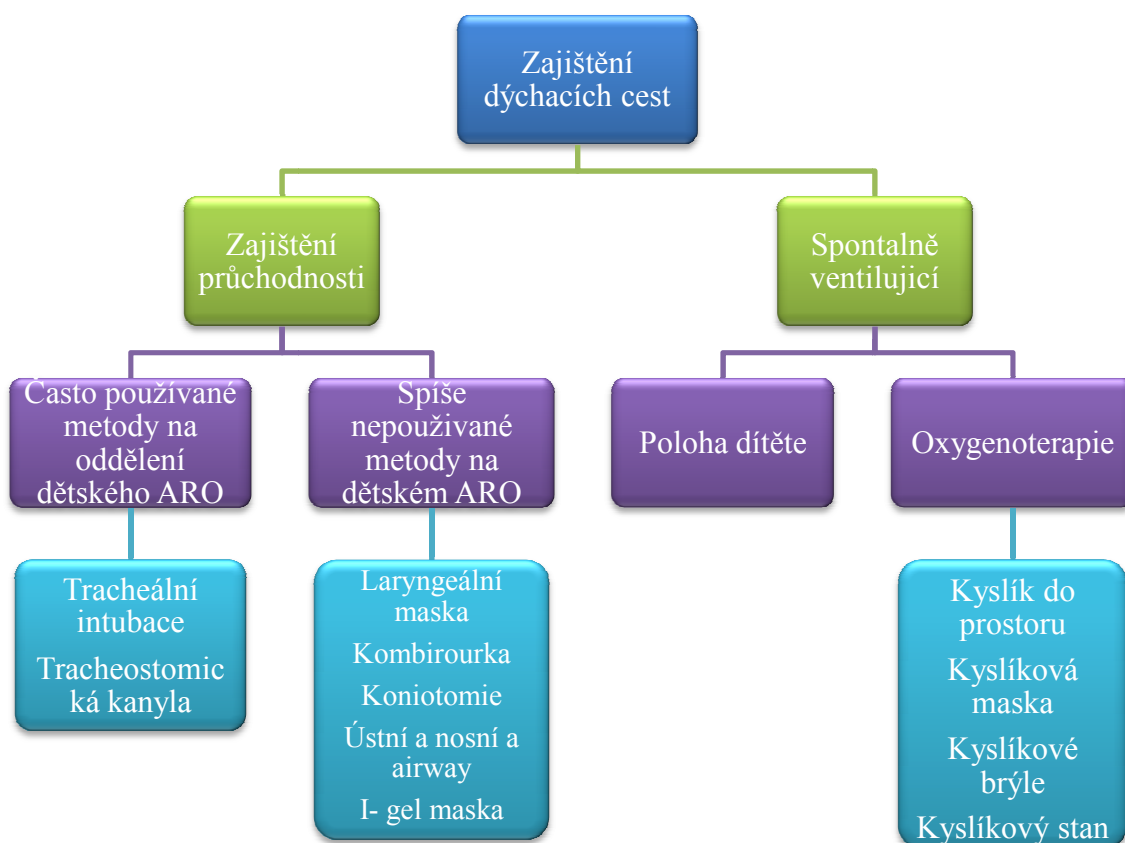 Zajištění
dýchacích cest
Zajištění
průchodnosti
Spontalně
ventilujicí
Často používané
metody na
oddělení
dětského ARO
Spíše
nepouživané
metody na
dětském ARO
Poloha dítěte
Oxygenoterapie
Tracheální
intubace
Tracheostomic
ká kanyla
Laryngeální
maska
Kombirourka
Koniotomie
Ústní a nosní a
airway
I- gel maska
Kyslík do
prostoru
Kyslíková
maska
Kyslíkové
brýle
Kyslíkový stan